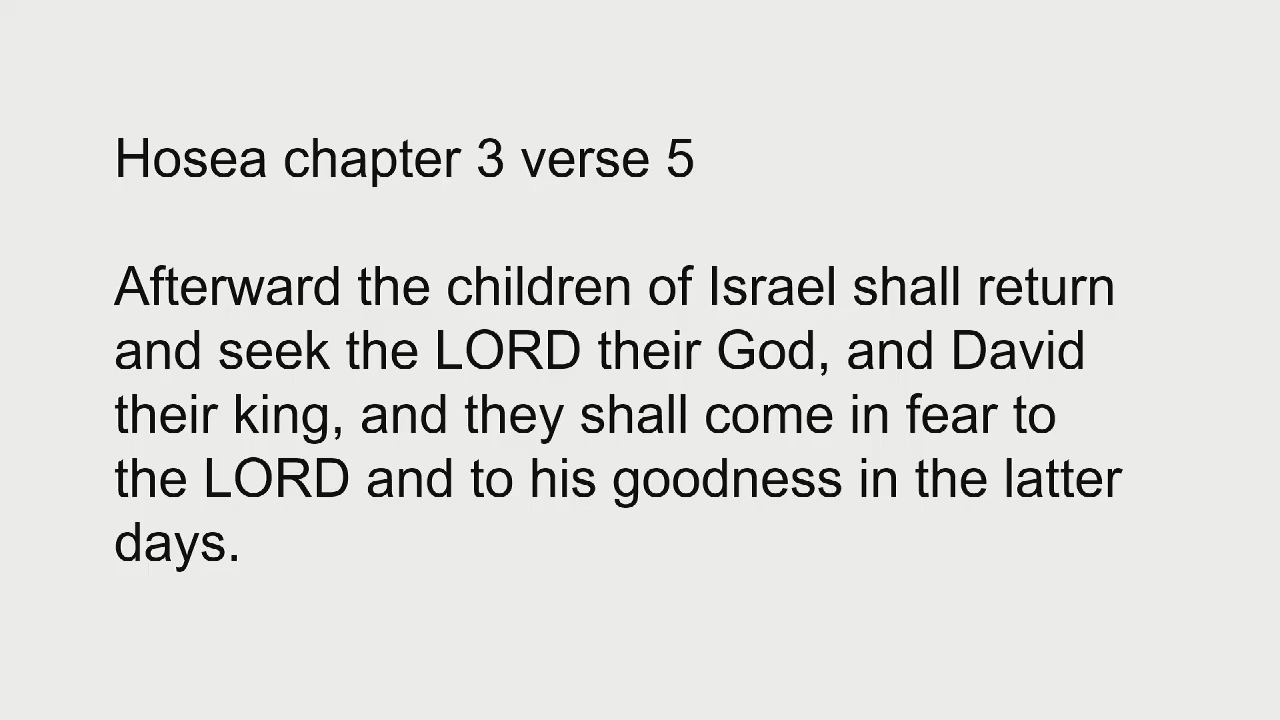 Hosea chapter 3 verse 5
Afterward the children of Israel shall return
and seek the LORD their God, and David
their king, and they shall come in fear to
the LORD and to his goodness in the latter
days.